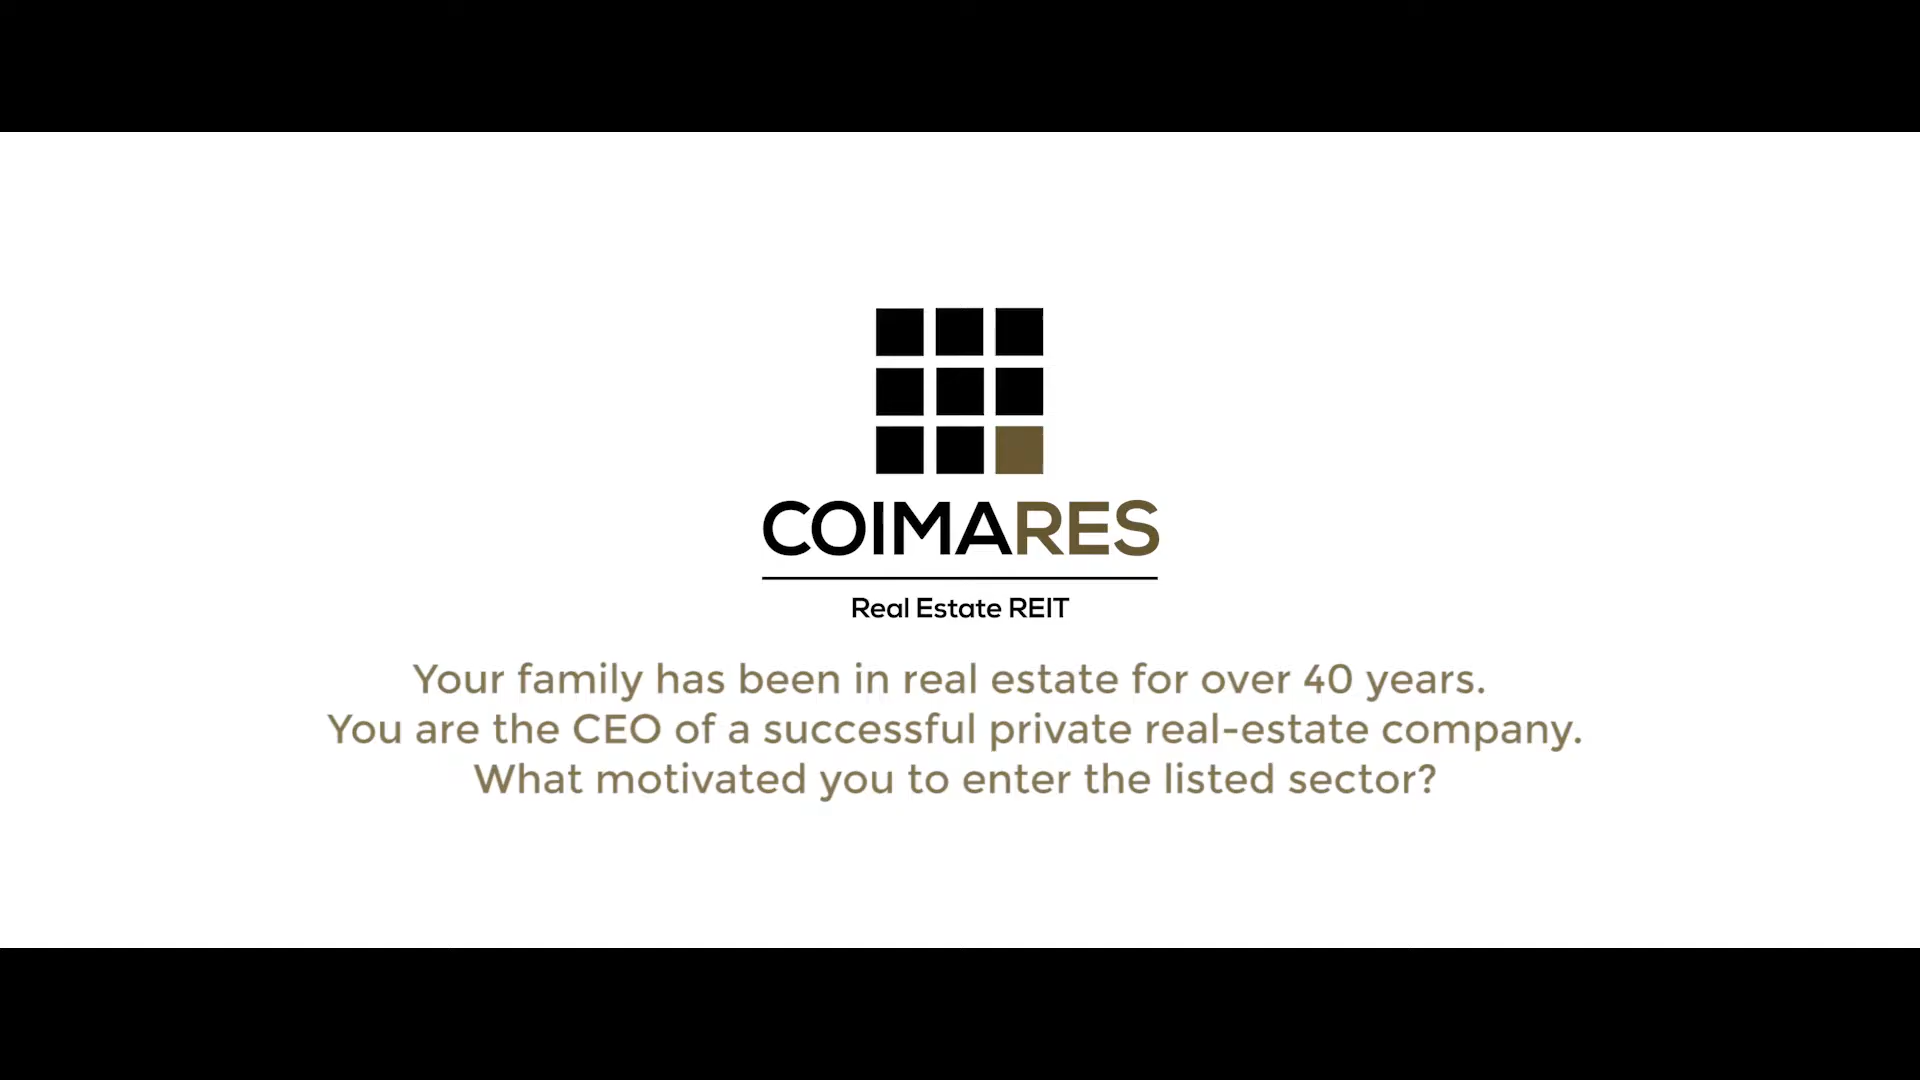 COIMARES
Real Estate REIT
Your family has been in real estate for over 40 years.
You are the CEO of a successful private real-estate company.
What motivated you to enter the listed sector?